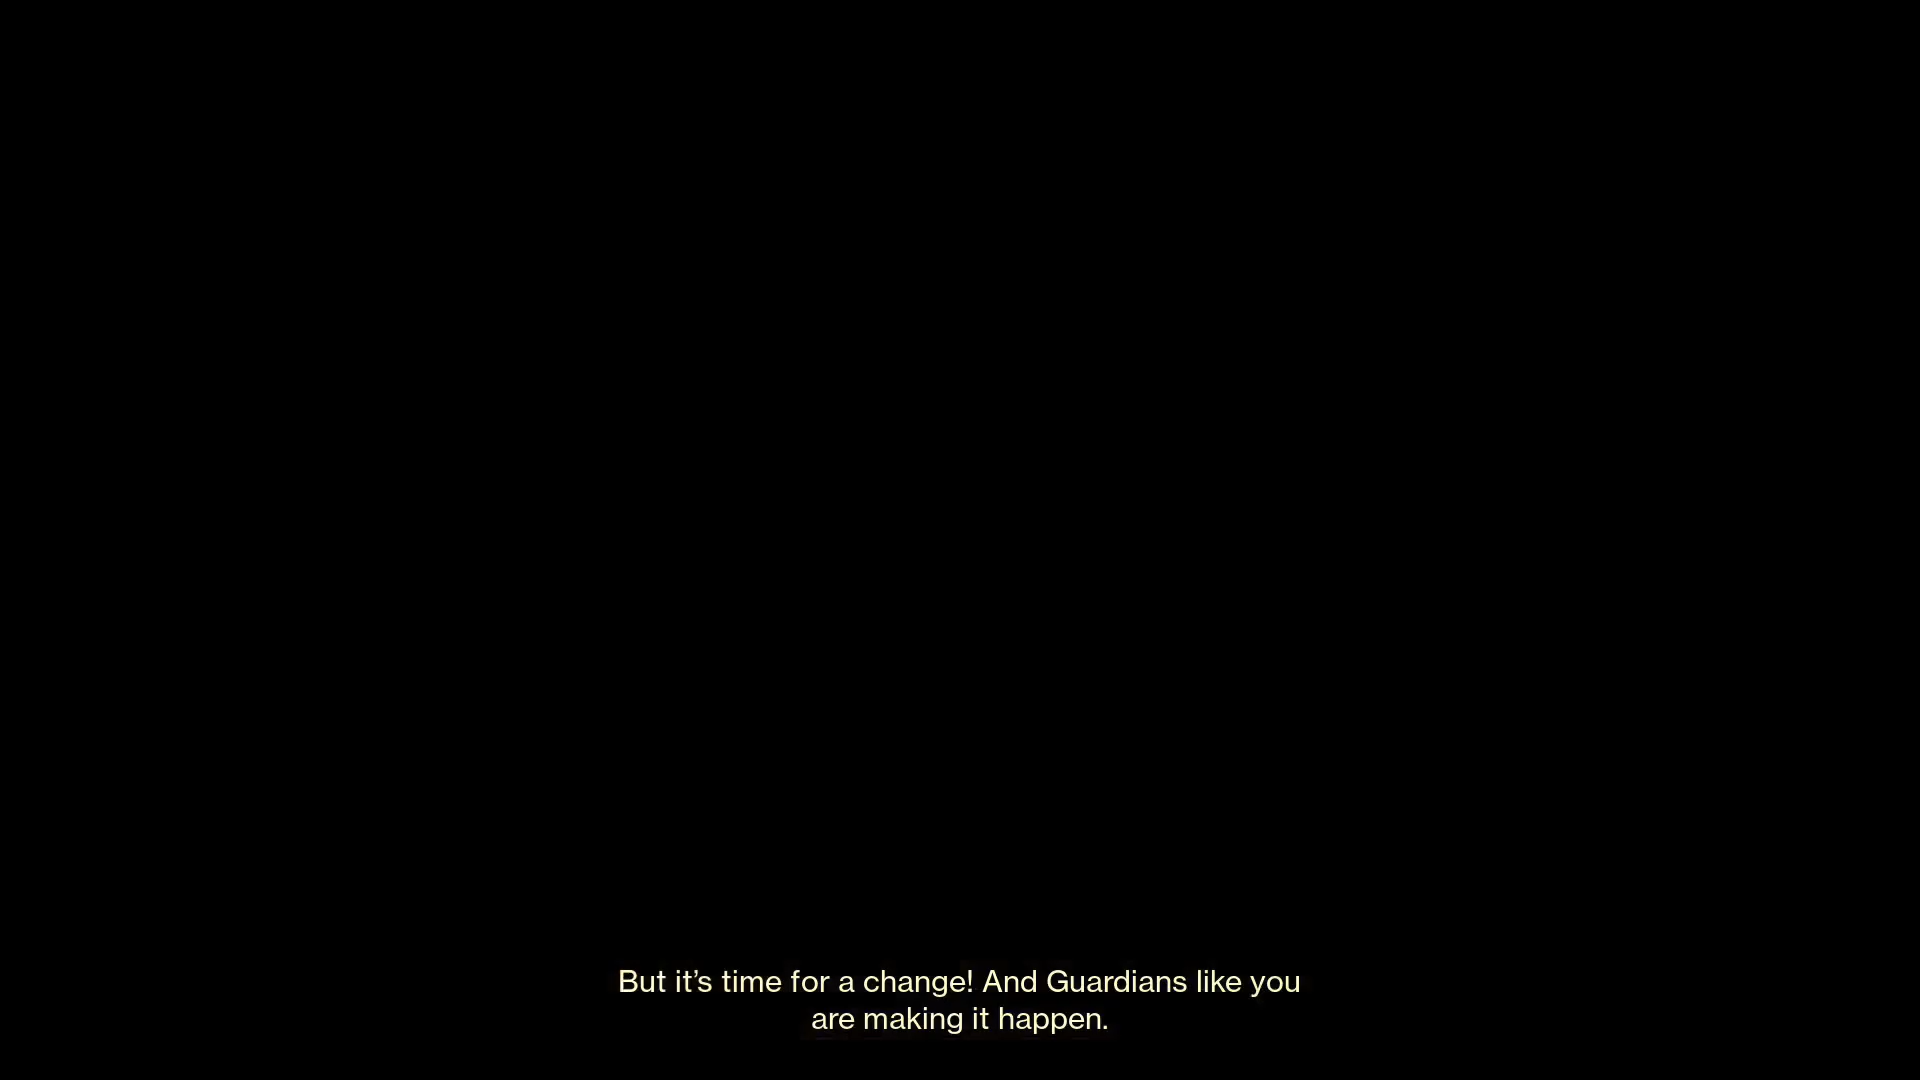 But it’s time for a change! And Guardians like you
are making it happen.